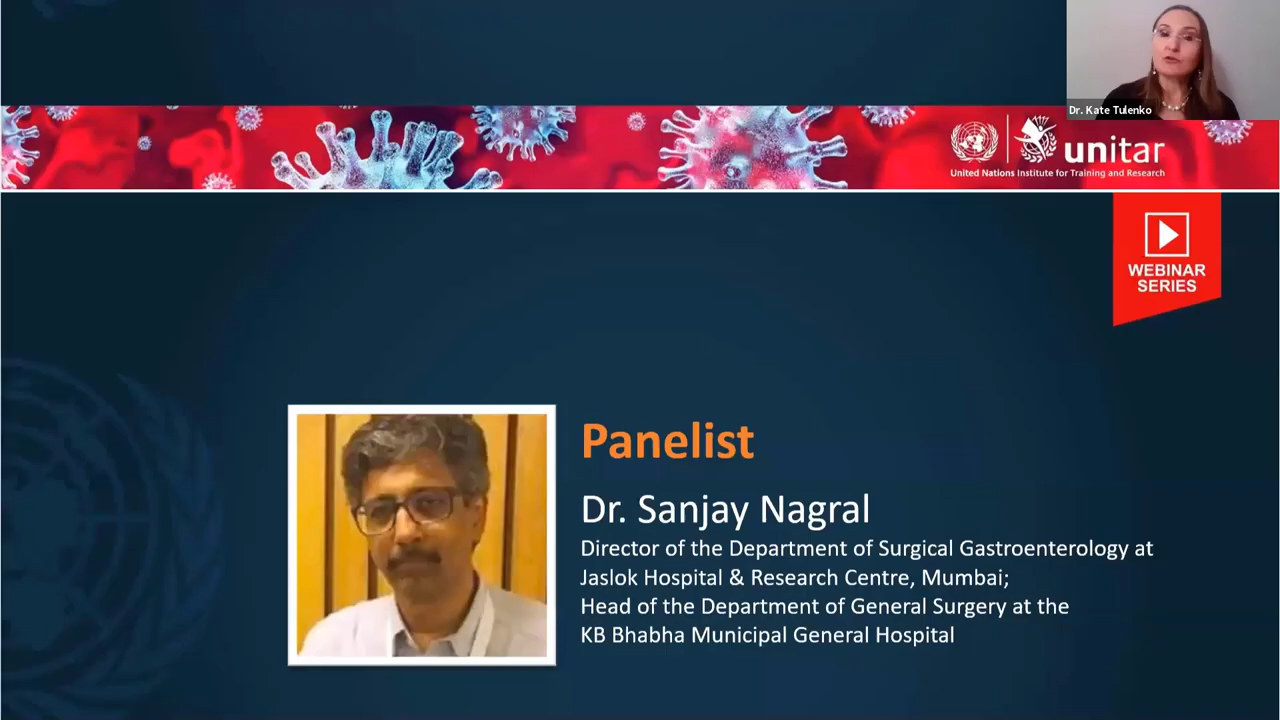 Dr. Kate Tulenko
unitar
United Nations Institute for Training and Research
WEBINAR
SERIES
Panelist
Dr. Sanjay Nagral
Director of the Department of Surgical Gastroenterology at
Jaslok Hospital & Research Centre, Mumbai;
Head of the Department of General Surgery at the
KB Bhabha Municipal General Hospital